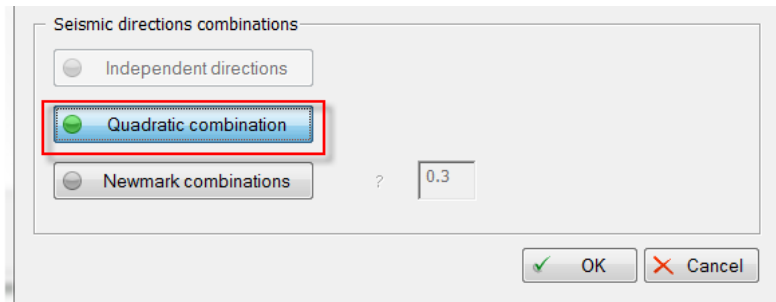 Seismic directions combinations
Independent directions
Quadratic combination
Newmark combinations ? 0.3
OK Cancel